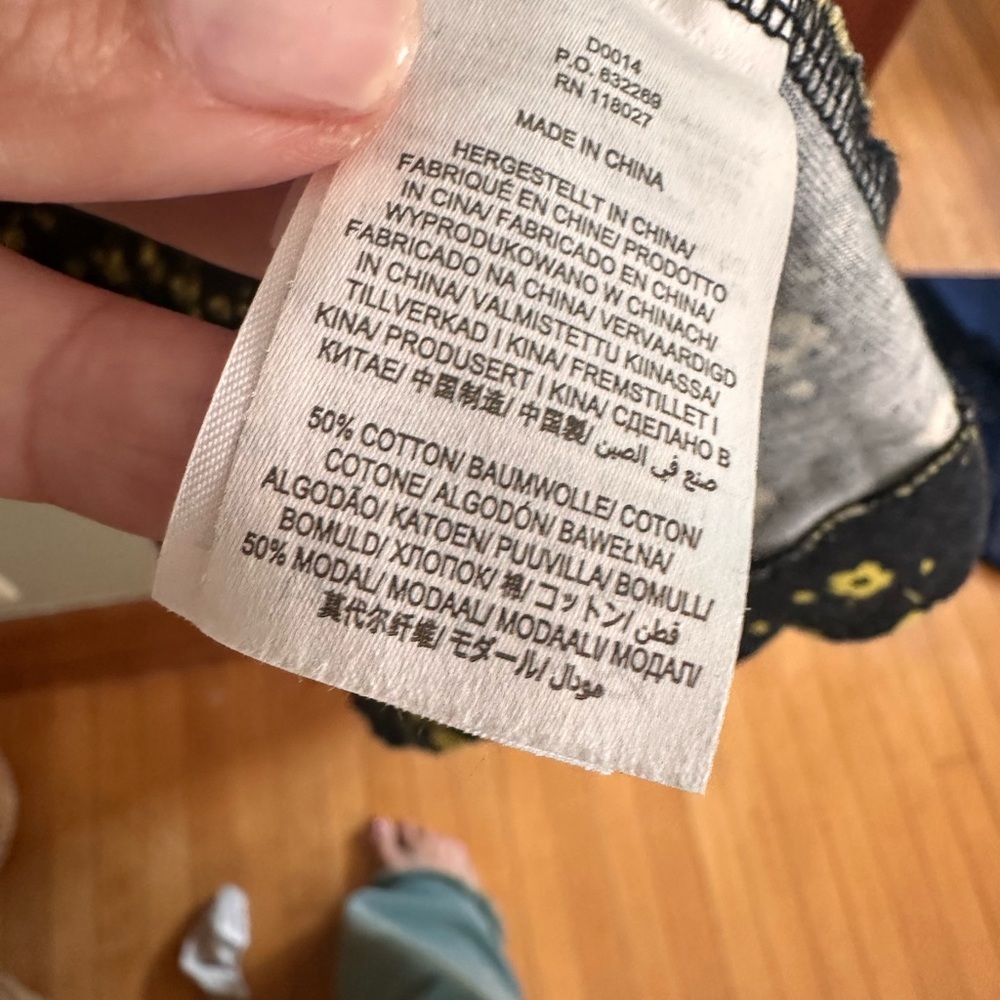 D0014
P.O. 632269
RN 118027
MADE IN CHINA
HERGESTELLT IN CHINA/
FABRIQUÉ EN CHINE/ PRODOTTO
IN CINA/ FABRICADO EN CHINA/
WYPRODUKOWANO W CHINACH/
FABRICADO NA CHINA/ VERVAARDIGD
IN CHINA/ VALMISTETTU KIINASSA/
TILLVERKAD I KINA/ FREMSTILLET I
KINA/ PRODUSERT I KINA/ СДЕЛАНО В
КИТАЕ/ 中国制造/ 中国製/ صنع في الصين
50% COTTON/ BAUMWOLLE/ COTON/
COTONE/ ALGODÓN/ BAWEŁNA/
ALGODÃO/ KATOEN/ PUUVILLA/ BOMULL/
BOMULD/ ХЛОПОК/ 棉/ コットン/ قطن
50% MODAL/ MODAAL/ MODAALI/ МОДАЛ/
莫代尔纤维/ モダール/ مودال